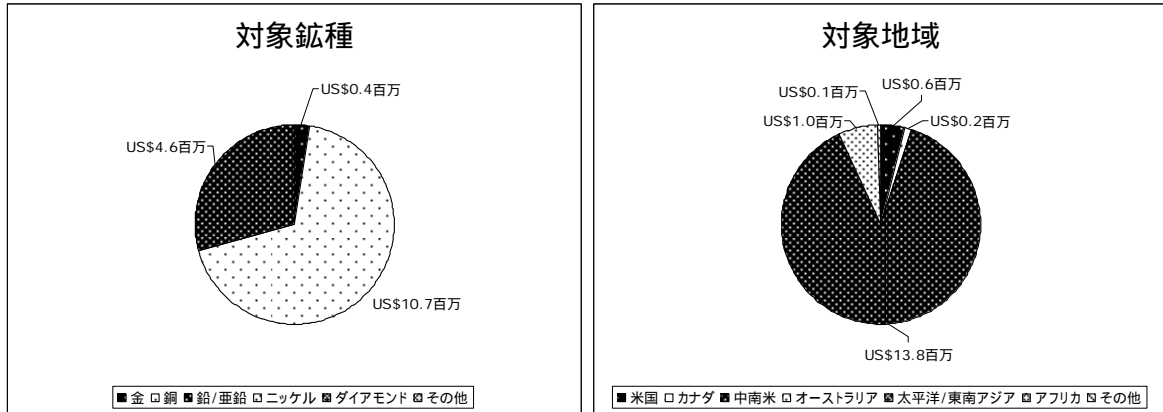 対象鉱種
US$0.4百万
US$4.6百万
US$10.7百万
金 銅 鉛/亜鉛 ニッケル ダイアモンド その他
対象地域
US$0.6百万
US$0.1百万
US$0.2百万
US$1.0百万
US$13.8百万
米国 カナダ 中南米 オーストラリア 太平洋/東南アジア アフリカ その他